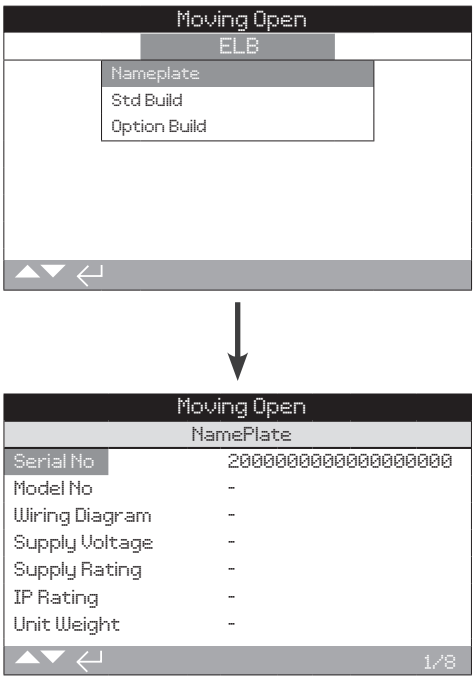 Moving Open
ELB
Nameplate
Std Build
Option Build
Moving Open
NamePlate
Serial No 20000000000000000000
Model No -
Wiring Diagram -
Supply Voltage -
Supply Rating -
IP Rating -
Unit Weight -
1/8